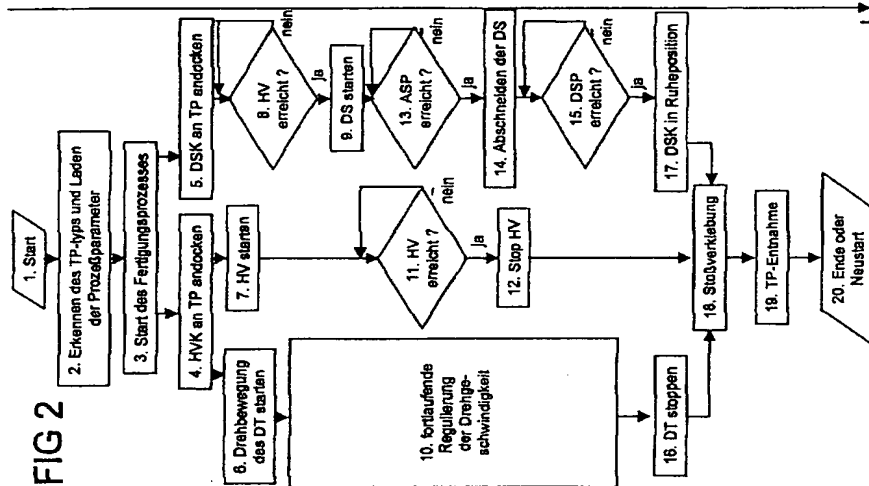 FIG 2
1. Start
2. Erkennen des TP-typs und Laden
der Prozeßparameter
3. Start des Fertigungsprozesses
4. HVK an TP andocken
5. DSK an TP andocken
6. Drehbewegung
des DT starten
7. HV starten
8. HV
erreicht ?
nein
ja
9. DS starten
10. fortlaufende
Regulierung
der Drehge-
schwindigkeit
11. HV
erreicht ?
nein
ja
12. Stop HV
13. ASP
erreicht ?
nein
ja
14. Abschneiden der DS
15. DSP
erreicht ?
nein
ja
16. DT stoppen
17. DSK in Ruheposition
18. Stoßverklebung
19. TP-Entnahme
20. Ende oder
Neustart
t